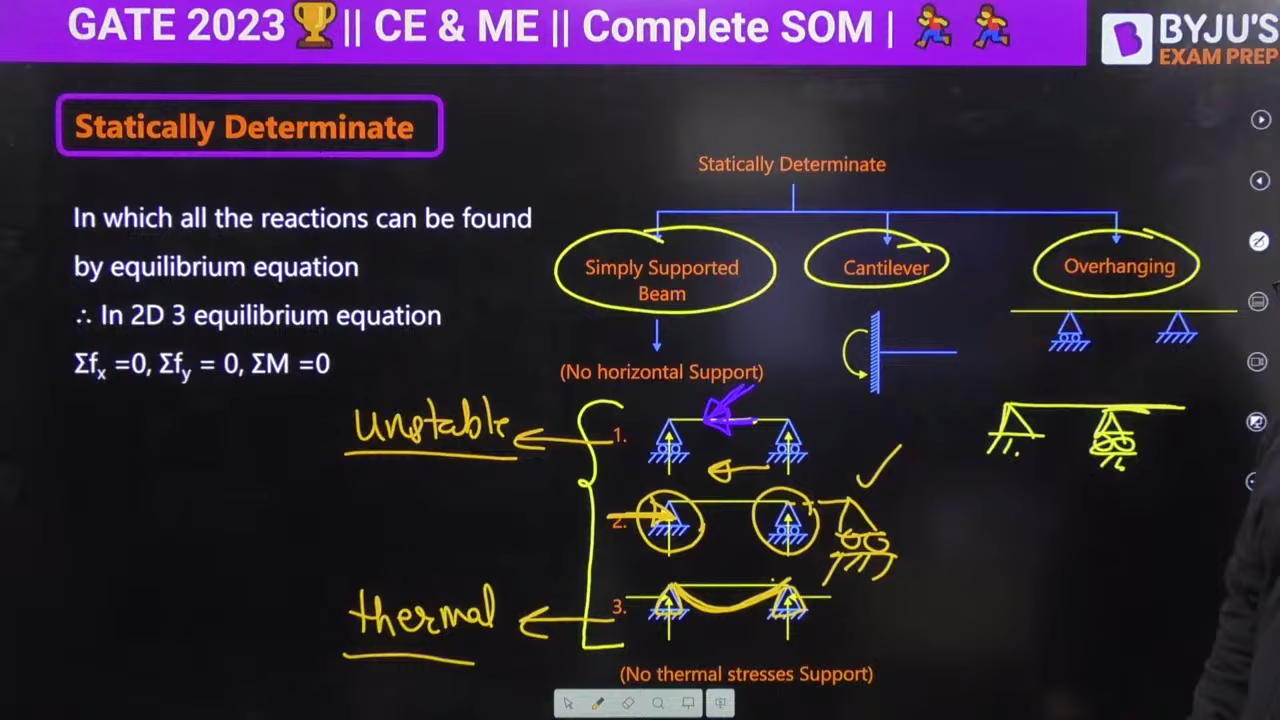 GATE 2023🏆|| CE & ME || Complete SOM | 🏃 🏃
BYJU'S
EXAM PREP
Statically Determinate
In which all the reactions can be found
by equilibrium equation
∴ In 2D 3 equilibrium equation
Σfx =0, Σfy = 0, ΣM =0
Statically Determinate
Simply Supported
Beam
Cantilever
Overhanging
(No horizontal Support)
unstable
1.
2.
thermal
3.
(No thermal stresses Support)